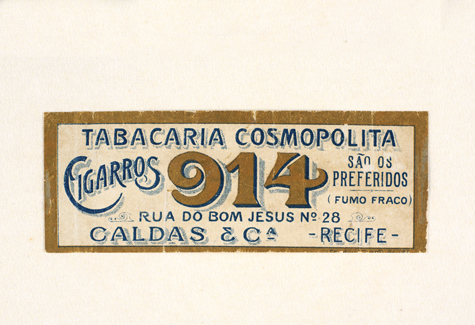 TABACARIA COSMOPOLITA
CIGARROS 914 SÃO OS PREFERIDOS
(FUMO FRACO)
RUA DO BOM JESUS Nº 28
CALDAS & Cª -RECIFE-